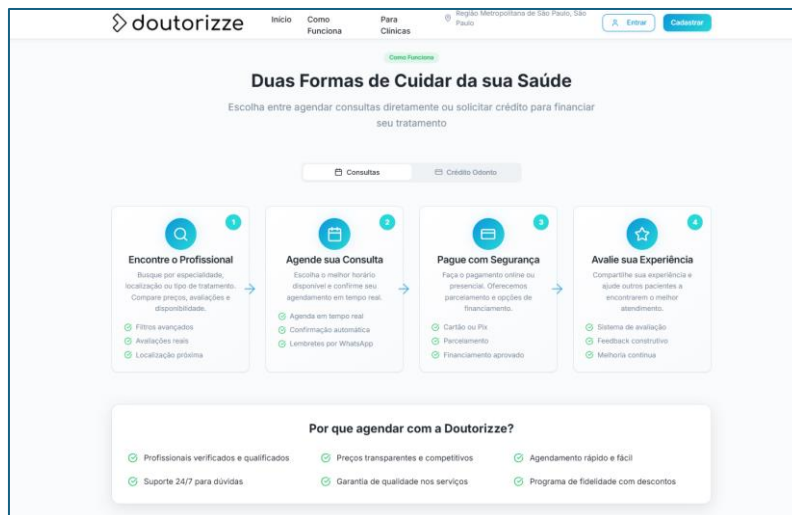 doutorizze
Início
Como
Funciona
Para
Clínicas
Região Metropolitana de São Paulo, São
Paulo
Entrar
Cadastrar
Como Funciona
Duas Formas de Cuidar da sua Saúde
Escolha entre agendar consultas diretamente ou solicitar crédito para financiar
seu tratamento
Consultas
Crédito Odonto
1
Encontre o Profissional
Busque por especialidade,
localização ou tipo de tratamento.
Compare preços, avaliações e
disponibilidade.
Filtros avançados
Avaliações reais
Localização próxima
2
Agende sua Consulta
Escolha o melhor horário
disponível e confirme seu
agendamento em tempo real.
Agenda em tempo real
Confirmação automática
Lembretes por WhatsApp
3
Pague com Segurança
Faça o pagamento online ou
presencial. Oferecemos
parcelamento e opções de
financiamento.
Cartão ou Pix
Parcelamento
Financiamento aprovado
4
Avalie sua Experiência
Compartilhe sua experiência e
ajude outros pacientes a
encontrarem o melhor
atendimento.
Sistema de avaliação
Feedback construtivo
Melhoria contínua
Por que agendar com a Doutorizze?
Profissionais verificados e qualificados
Preços transparentes e competitivos
Agendamento rápido e fácil
Suporte 24/7 para dúvidas
Garantia de qualidade nos serviços
Programa de fidelidade com descontos